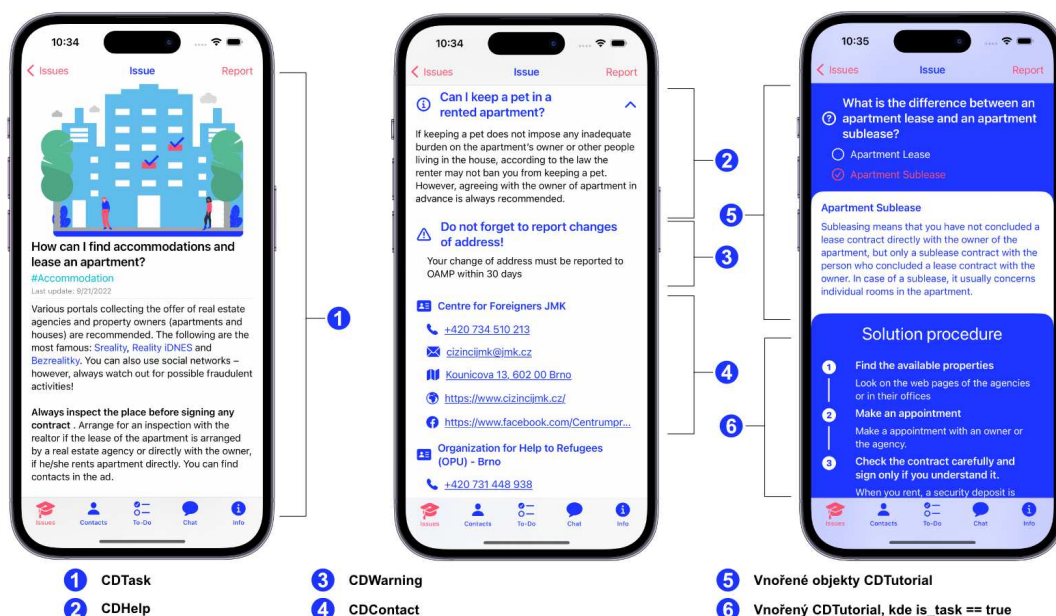 10:34
Issues
Issue
Report
How can I find accommodations and
lease an apartment?
#Accommodation
Last update: 9/21/2022
Various portals collecting the offer of real estate
agencies and property owners (apartments and
houses) are recommended. The following are the
most famous: Sreality, Reality iDNES and
Bezrealitky. You can also use social networks –
however, always watch out for possible fraudulent
activities!
Always inspect the place before signing any
contract . Arrange for an inspection with the
realtor if the lease of the apartment is arranged
by a real estate agency or directly with the owner,
if he/she rents apartment directly. You can find
contacts in the ad.
Issues
Contacts
To-Do
Chat
Info
1
10:34
Issues
Issue
Report
Can I keep a pet in a
rented apartment?
If keeping a pet does not impose any inadequate
burden on the apartment's owner or other people
living in the house, according to the law the
renter may not ban you from keeping a pet.
However, agreeing with the owner of apartment in
advance is always recommended.
Do not forget to report changes
of address!
Your change of address must be reported to
OAMP within 30 days
Centre for Foreigners JMK
+420 734 510 213
cizincijmk@jmk.cz
Kounicova 13, 602 00 Brno
https://www.cizincijmk.cz/
https://www.facebook.com/Centrumpr...
Organization for Help to Refugees
(OPU) - Brno
+420 731 448 938
Issues
Contacts
To-Do
Chat
Info
2
3
4
5
6
10:35
Issues
Issue
Report
What is the difference between an
apartment lease and an apartment
sublease?
Apartment Lease
Apartment Sublease
Apartment Sublease
Subleasing means that you have not concluded a
lease contract directly with the owner of the
apartment, but only a sublease contract with the
person who concluded a lease contract with the
owner. In case of a sublease, it usually concerns
individual rooms in the apartment.
Solution procedure
1 Find the available properties
Look on the web pages of the agencies
or in their offices
2 Make an appointment
Make a appointment with an owner or
the agency.
3 Check the contract carefully and
sign only if you understand it.
When you rent, a security deposit is
Issues
Contacts
To-Do
Chat
Info
1 CDTask
2 CDHelp
3 CDWarning
4 CDContact
5 Vnořené objekty CDTutorial
6 Vnořený CDTutorial, kde is_task == true